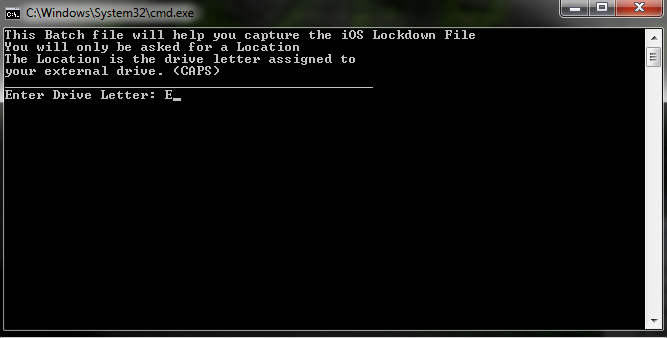 C:\Windows\System32\cmd.exe
This Batch file will help you capture the iOS Lockdown File
You will only be asked for a Location
The Location is the drive letter assigned to
your external drive. (CAPS)
Enter Drive Letter: E_